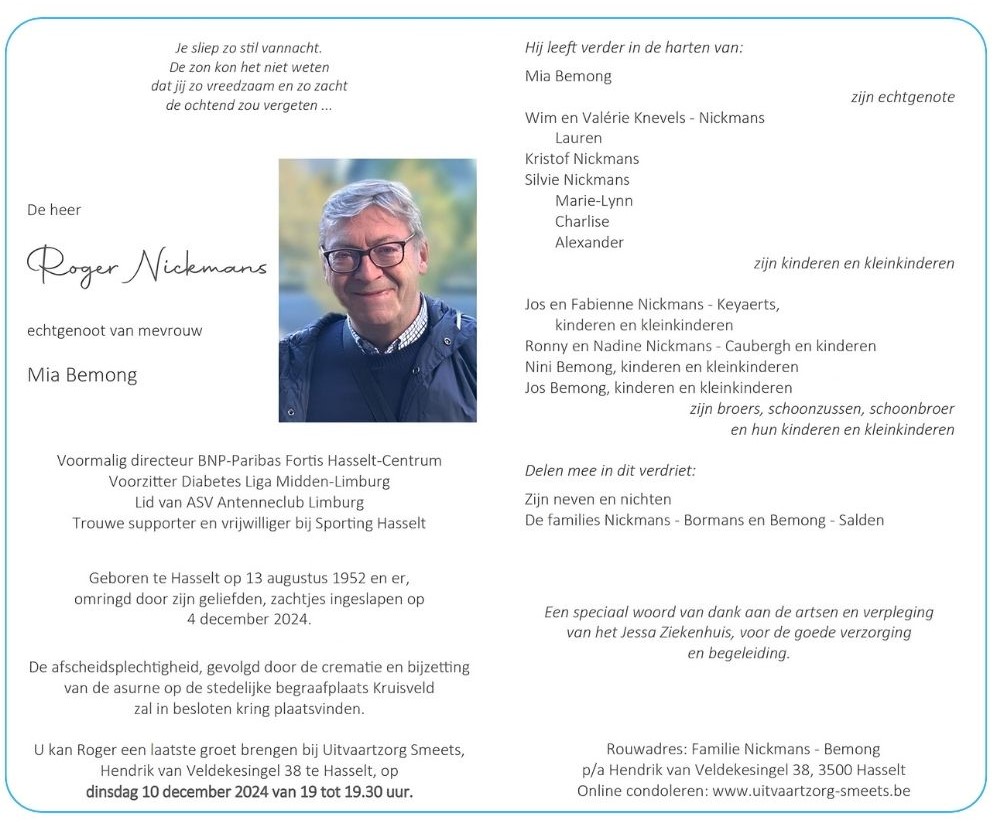 Je sliep zo stil vannacht.
De zon kon het niet weten
dat jij zo vreedzaam en zo zacht
de ochtend zou vergeten ...
De heer
Roger Nickmans
echtgenoot van mevrouw
Mia Bemong
Voormalig directeur BNP-Paribas Fortis Hasselt-Centrum
Voorzitter Diabetes Liga Midden-Limburg
Lid van ASV Antenneclub Limburg
Trouwe supporter en vrijwilliger bij Sporting Hasselt
Geboren te Hasselt op 13 augustus 1952 en er,
omringd door zijn geliefden, zachtjes ingeslapen op
4 december 2024.
De afscheidsplechtigheid, gevolgd door de crematie en bijzetting
van de asurne op de stedelijke begraafplaats Kruisveld
zal in besloten kring plaatsvinden.
U kan Roger een laatste groet brengen bij Uitvaartzorg Smeets,
Hendrik van Veldekesingel 38 te Hasselt, op
dinsdag 10 december 2024 van 19 tot 19.30 uur.
Hij leeft verder in de harten van:
Mia Bemong
zijn echtgenote
Wim en Valérie Knevels - Nickmans
Lauren
Kristof Nickmans
Silvie Nickmans
Marie-Lynn
Charlise
Alexander
zijn kinderen en kleinkinderen
Jos en Fabienne Nickmans - Keyaerts,
kinderen en kleinkinderen
Ronny en Nadine Nickmans - Caubergh en kinderen
Nini Bemong, kinderen en kleinkinderen
Jos Bemong, kinderen en kleinkinderen
zijn broers, schoonzussen, schoonbroer
en hun kinderen en kleinkinderen
Delen mee in dit verdriet:
Zijn neven en nichten
De families Nickmans - Bormans en Bemong - Salden
Een speciaal woord van dank aan de artsen en verpleging
van het Jessa Ziekenhuis, voor de goede verzorging
en begeleiding.
Rouwadres: Familie Nickmans - Bemong
p/a Hendrik van Veldekesingel 38, 3500 Hasselt
Online condoleren: www.uitvaartzorg-smeets.be